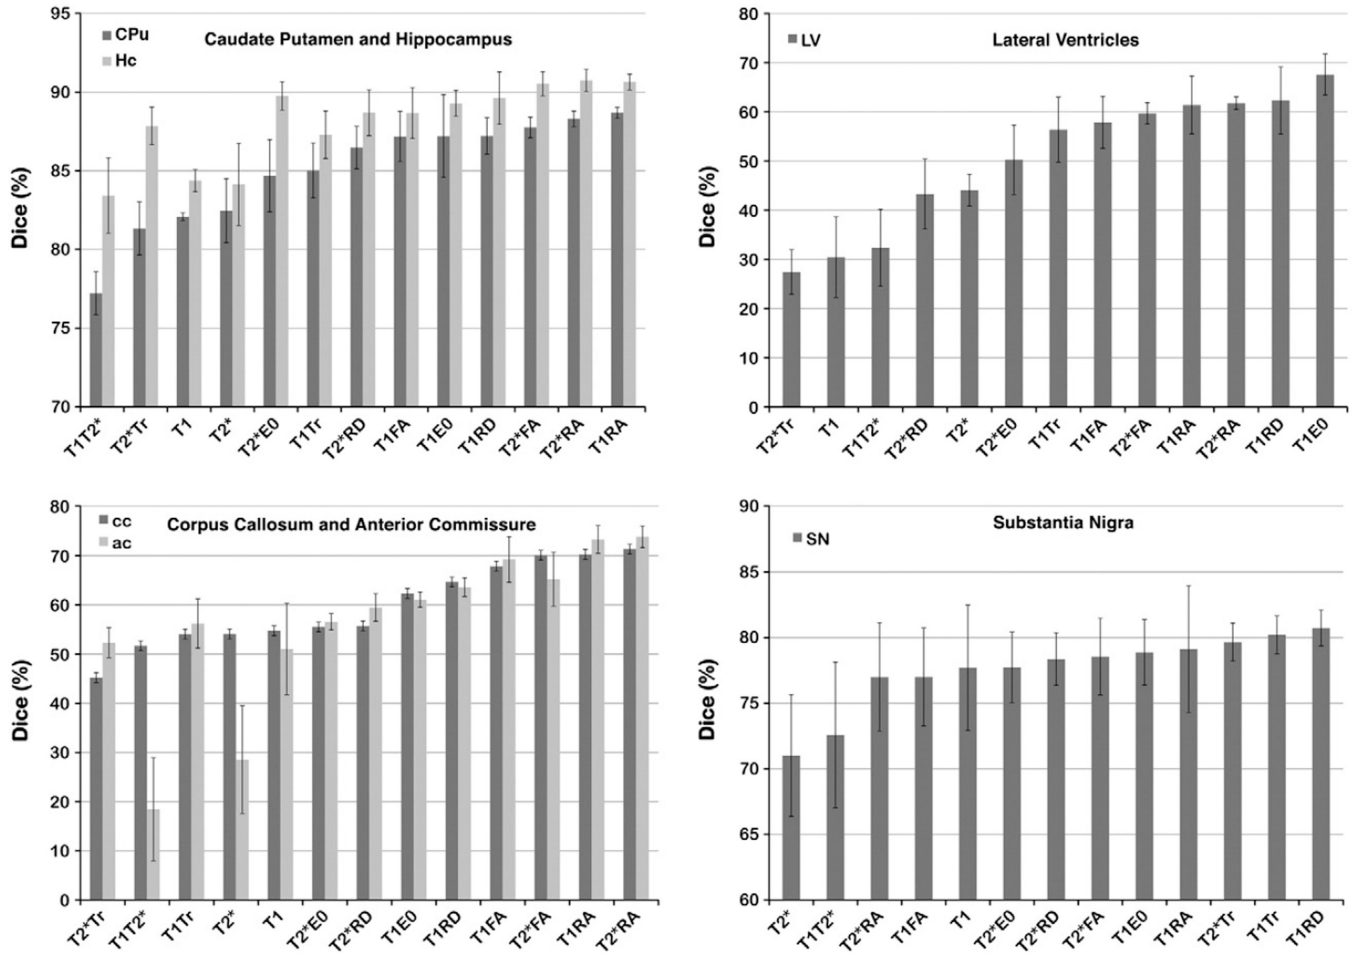 Caudate Putamen and Hippocampus
CPu
Hc
Dice (%)
95
90
85
80
75
70
T1T2* T2*Tr T1 T2* T2*E0 T1Tr T2*RD T1FA T1E0 T1RD T2*FA T2*RA T1RA
Lateral Ventricles
LV
Dice (%)
80
70
60
50
40
30
20
10
0
T2*Tr T1 T1T2* T2*RD T2* T2*E0 T1Tr T1FA T2*FA T1RA T2*RA T1RD T1E0
Corpus Callosum and Anterior Commissure
cc
ac
Dice (%)
80
70
60
50
40
30
20
10
0
T2*Tr T1T2* T1Tr T2* T1 T2*E0 T2*RD T1E0 T1RD T1FA T2*FA T1RA T2*RA
Substantia Nigra
SN
Dice (%)
90
85
80
75
70
65
60
T2* T1T2* T2*RA T1FA T1 T2*E0 T2*RD T2*FA T1E0 T1RA T2*Tr T1Tr T1RD